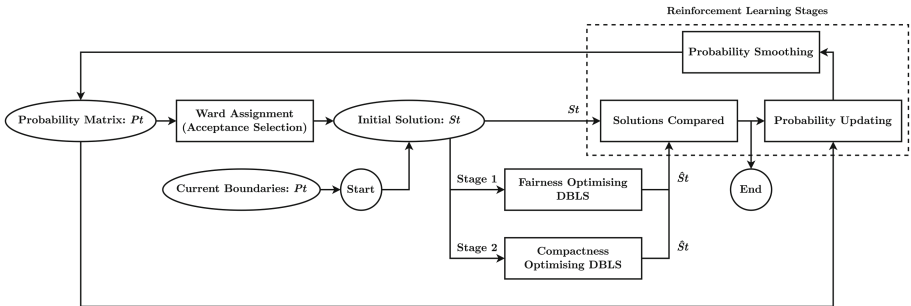 Reinforcement Learning Stages
Probability Smoothing
Probability Matrix: Pt
Ward Assignment
(Acceptance Selection)
Initial Solution: St
St
Solutions Compared
Probability Updating
Current Boundaries: Pt
Start
Stage 1
Fairness Optimising
DBLS
Ŝt
End
Stage 2
Compactness
Optimising DBLS
Ŝt